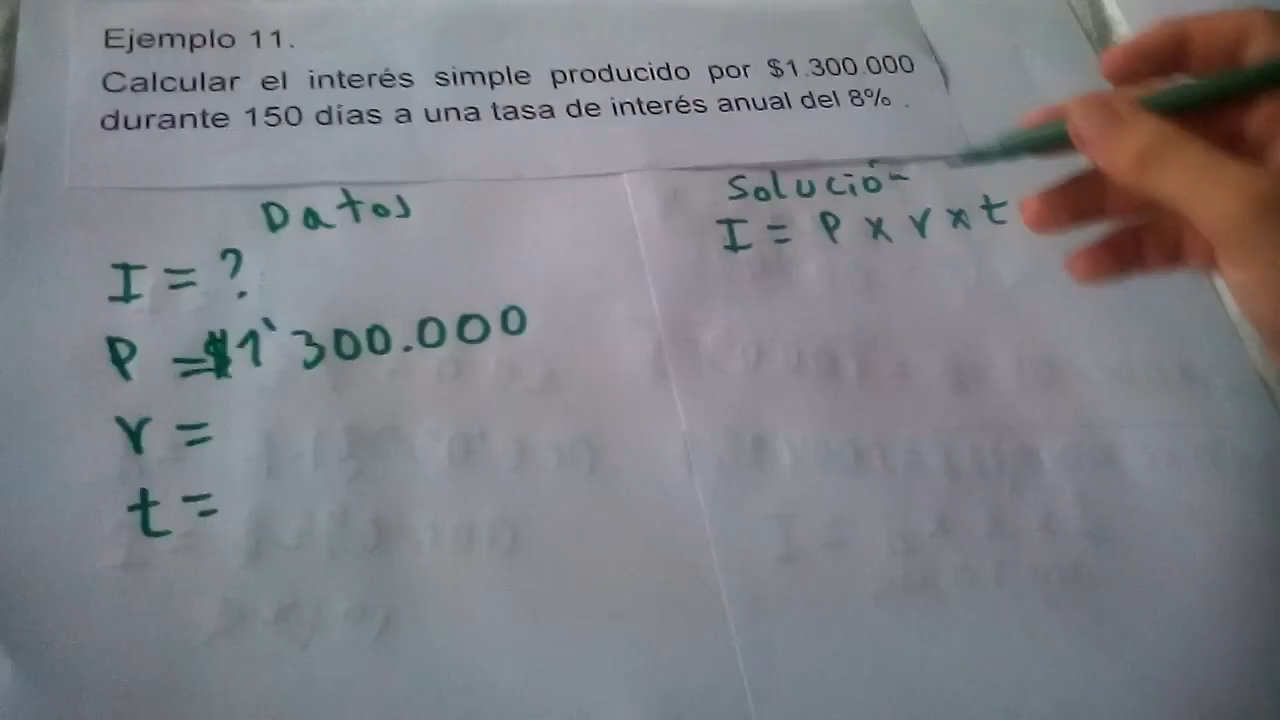 Ejemplo 11.
Calcular el interés simple producido por $1.300.000
durante 150 días a una tasa de interés anual del 8% .
Datos
I = ?
P = $1'300.000
r =
t =
Solución
I = P x r x t